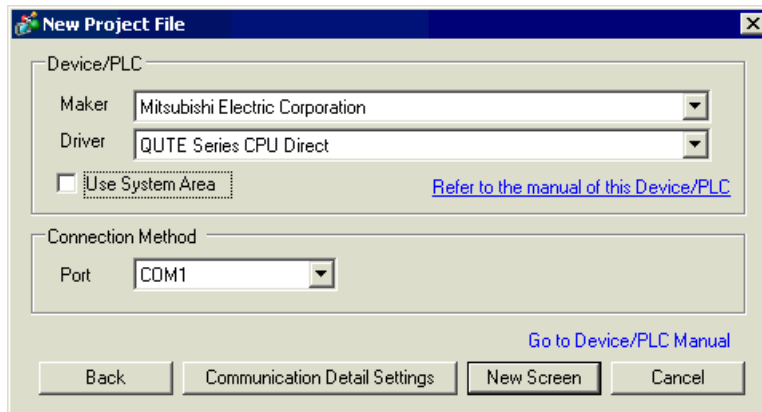 New Project File
Device/PLC
Maker Mitsubishi Electric Corporation
Driver QUTE Series CPU Direct
Use System Area Refer to the manual of this Device/PLC
Connection Method
Port COM1
Go to Device/PLC Manual
Back Communication Detail Settings New Screen Cancel